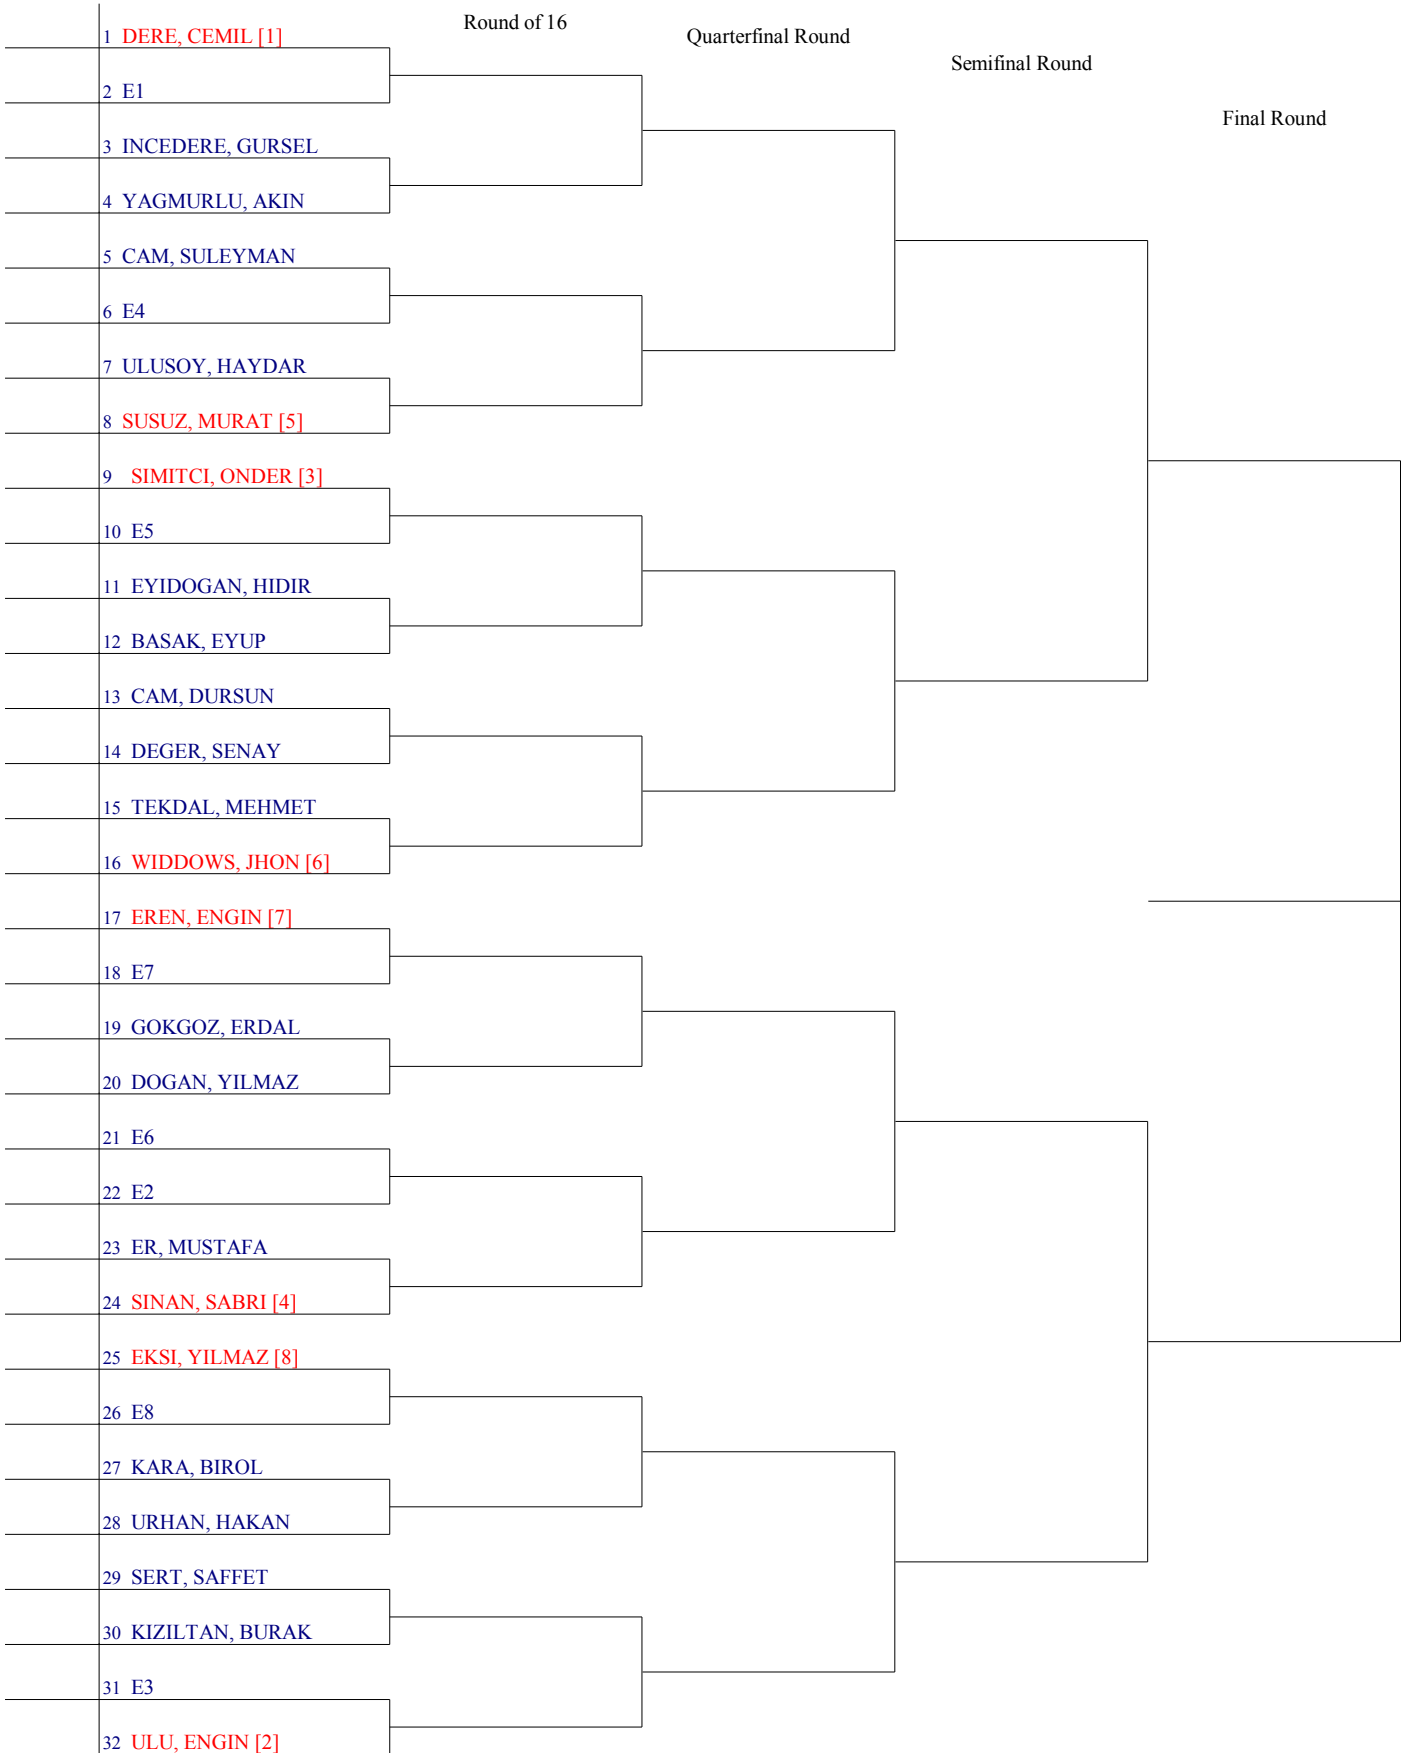 Round of 16
Quarterfinal Round
Semifinal Round
Final Round
1 DERE, CEMIL [1]
2 E1
3 INCEDERE, GURSEL
4 YAGMURLU, AKIN
5 CAM, SULEYMAN
6 E4
7 ULUSOY, HAYDAR
8 SUSUZ, MURAT [5]
9 SIMITCI, ONDER [3]
10 E5
11 EYIDOGAN, HIDIR
12 BASAK, EYUP
13 CAM, DURSUN
14 DEGER, SENAY
15 TEKDAL, MEHMET
16 WIDDOWS, JHON [6]
17 EREN, ENGIN [7]
18 E7
19 GOKGOZ, ERDAL
20 DOGAN, YILMAZ
21 E6
22 E2
23 ER, MUSTAFA
24 SINAN, SABRI [4]
25 EKSI, YILMAZ [8]
26 E8
27 KARA, BIROL
28 URHAN, HAKAN
29 SERT, SAFFET
30 KIZILTAN, BURAK
31 E3
32 ULU, ENGIN [2]